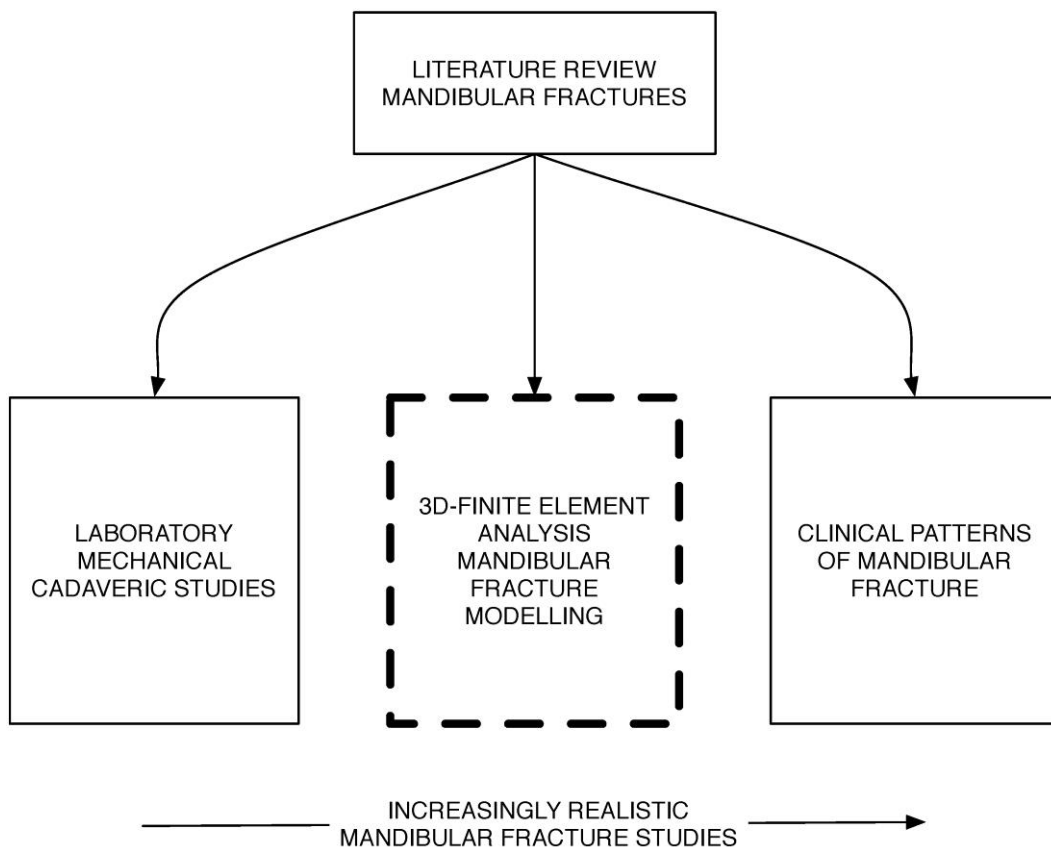 LITERATURE REVIEW
MANDIBULAR FRACTURES
LABORATORY
MECHANICAL
CADAVERIC STUDIES
3D-FINITE ELEMENT
ANALYSIS
MANDIBULAR
FRACTURE
MODELLING
CLINICAL PATTERNS
OF MANDIBULAR
FRACTURE
INCREASINGLY REALISTIC
MANDIBULAR FRACTURE STUDIES